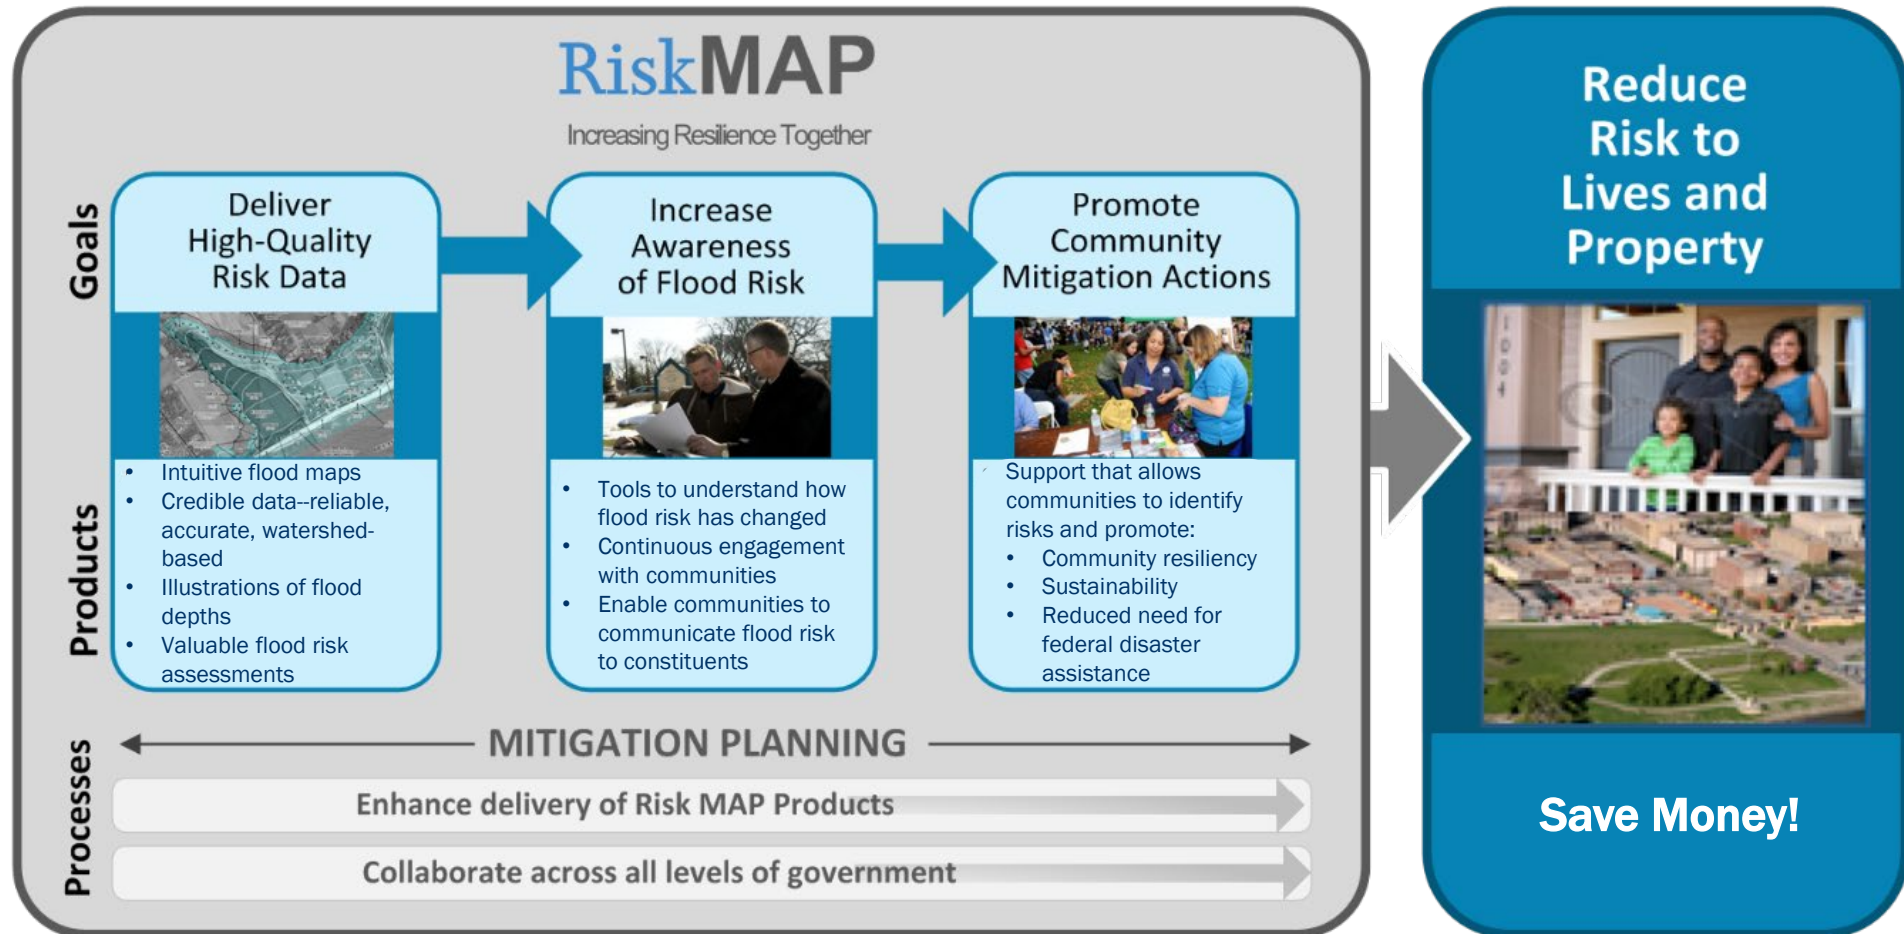 RiskMAP
Increasing Resilience Together
Goals
Deliver
High-Quality
Risk Data
Increase
Awareness
of Flood Risk
Promote
Community
Mitigation Actions
Products
• Intuitive flood maps
• Credible data--reliable,
accurate, watershed-
based
• Illustrations of flood
depths
• Valuable flood risk
assessments
• Tools to understand how
flood risk has changed
• Continuous engagement
with communities
• Enable communities to
communicate flood risk
to constituents
Support that allows
communities to identify
risks and promote:
• Community resiliency
• Sustainability
• Reduced need for
federal disaster
assistance
Processes
MITIGATION PLANNING
Enhance delivery of Risk MAP Products
Collaborate across all levels of government
Reduce
Risk to
Lives and
Property
1004
Save Money!